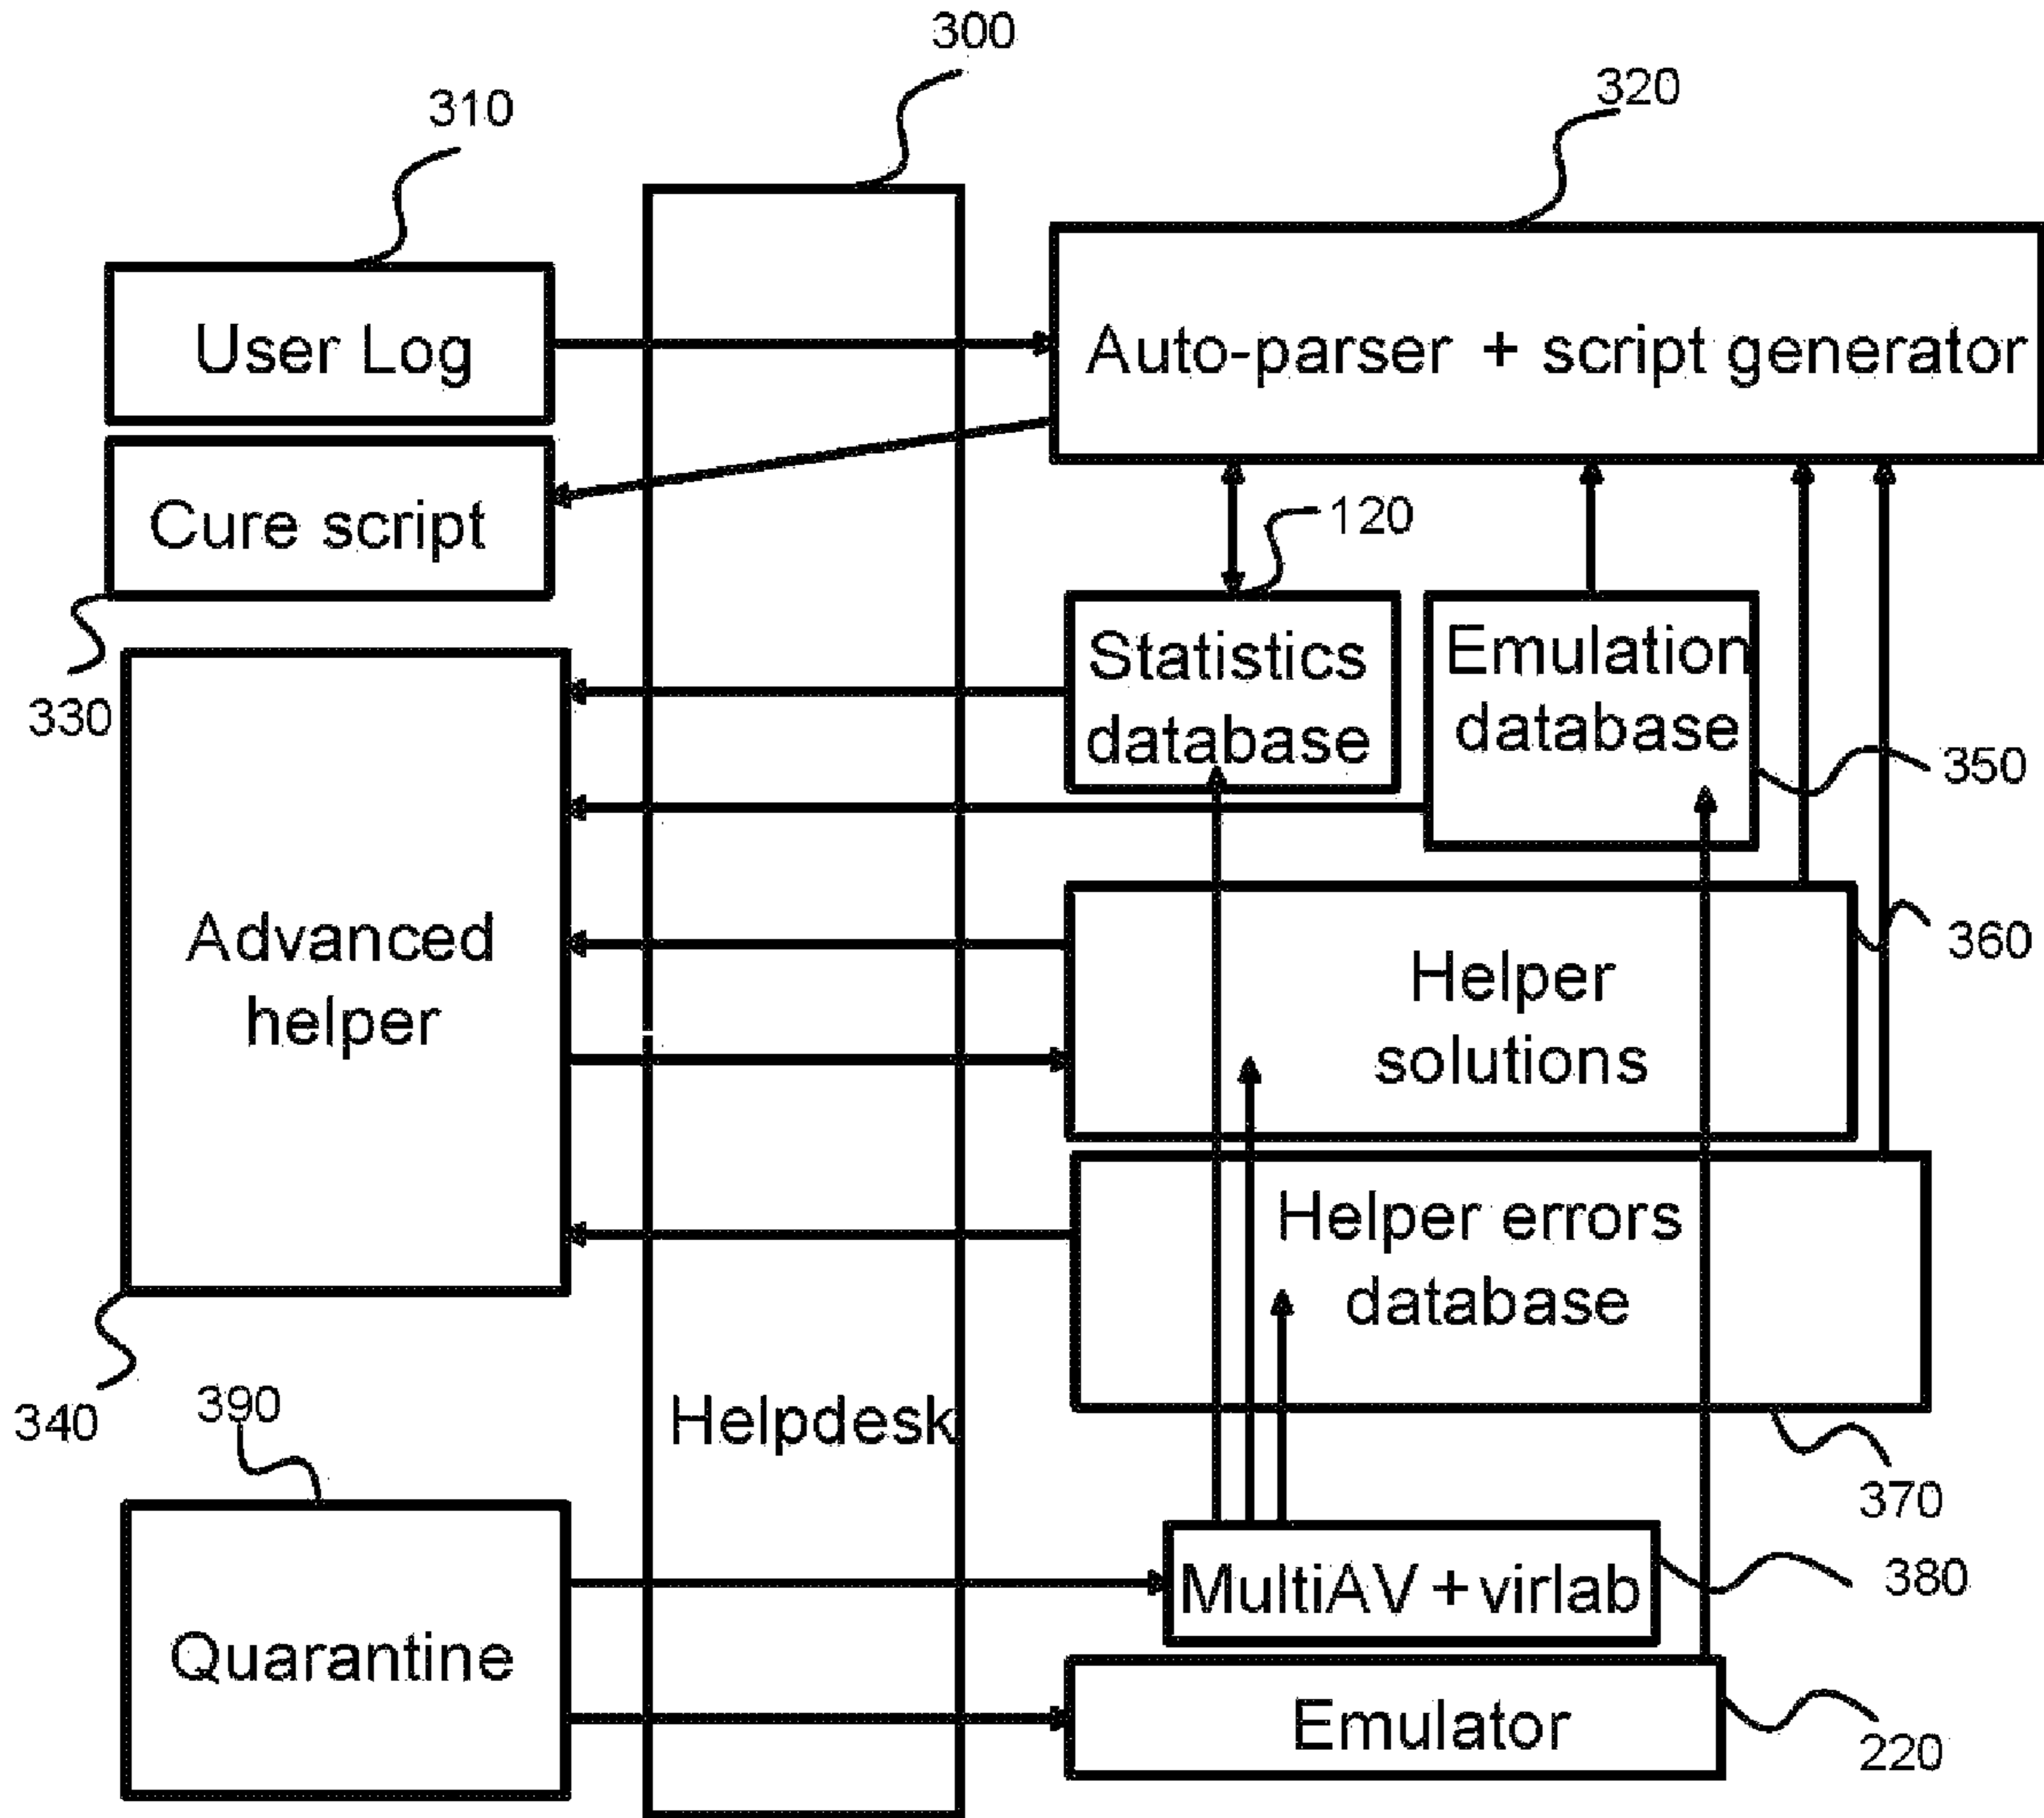 300
310
320
User Log
Auto-parser + script generator
Cure script
120
Statistics
database
Emulation
database
330
350
Advanced
helper
Helper
solutions
360
Helper errors
database
340
390
Helpdesk
370
Quarantine
MultiAV + virlab
380
Emulator
220